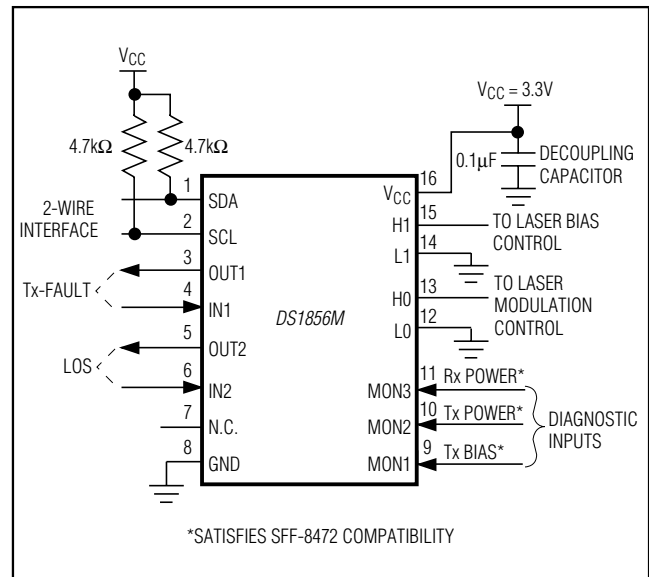 VCC
4.7kΩ
4.7kΩ
2-WIRE
INTERFACE
1
SDA
2
SCL
3
OUT1
Tx-FAULT
4
IN1
5
OUT2
LOS
6
IN2
7
N.C.
8
GND
DS1856M
VCC = 3.3V
0.1µF
DECOUPLING
CAPACITOR
16
VCC
15
H1
TO LASER BIAS
CONTROL
14
L1
13
H0
TO LASER
MODULATION
CONTROL
12
L0
11
MON3
Rx POWER*
10
MON2
Tx POWER*
9
MON1
Tx BIAS*
DIAGNOSTIC
INPUTS
*SATISFIES SFF-8472 COMPATIBILITY